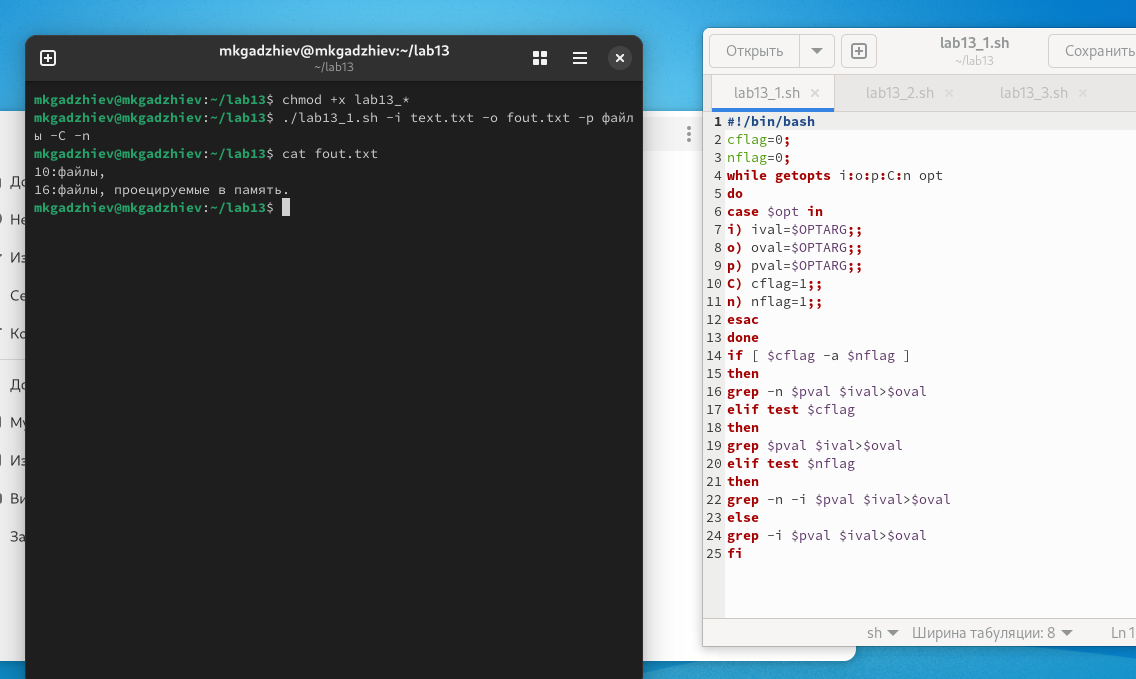 mkgadzhiev@mkgadzhiev:~/lab13
~/lab13
mkgadzhiev@mkgadzhiev:~/lab13$ chmod +x lab13_*
mkgadzhiev@mkgadzhiev:~/lab13$ ./lab13_1.sh -i text.txt -o fout.txt -p файл
ы -C -n
mkgadzhiev@mkgadzhiev:~/lab13$ cat fout.txt
10:файлы,
16:файлы, проецируемые в память.
mkgadzhiev@mkgadzhiev:~/lab13$
До
Не
Из
Се
Ко
До
Му
Из
Ви
За
Открыть
lab13_1.sh
~/lab13
Сохранить
lab13_1.sh × lab13_2.sh × lab13_3.sh ×
1 #!/bin/bash
2 cflag=0;
3 nflag=0;
4 while getopts i:o:p:C:n opt
5 do
6 case $opt in
7 i) ival=$OPTARG;;
8 o) oval=$OPTARG;;
9 p) pval=$OPTARG;;
10 C) cflag=1;;
11 n) nflag=1;;
12 esac
13 done
14 if [ $cflag -a $nflag ]
15 then
16 grep -n $pval $ival>$oval
17 elif test $cflag
18 then
19 grep $pval $ival>$oval
20 elif test $nflag
21 then
22 grep -n -i $pval $ival>$oval
23 else
24 grep -i $pval $ival>$oval
25 fi
sh Ширина табуляции: 8 Ln 1